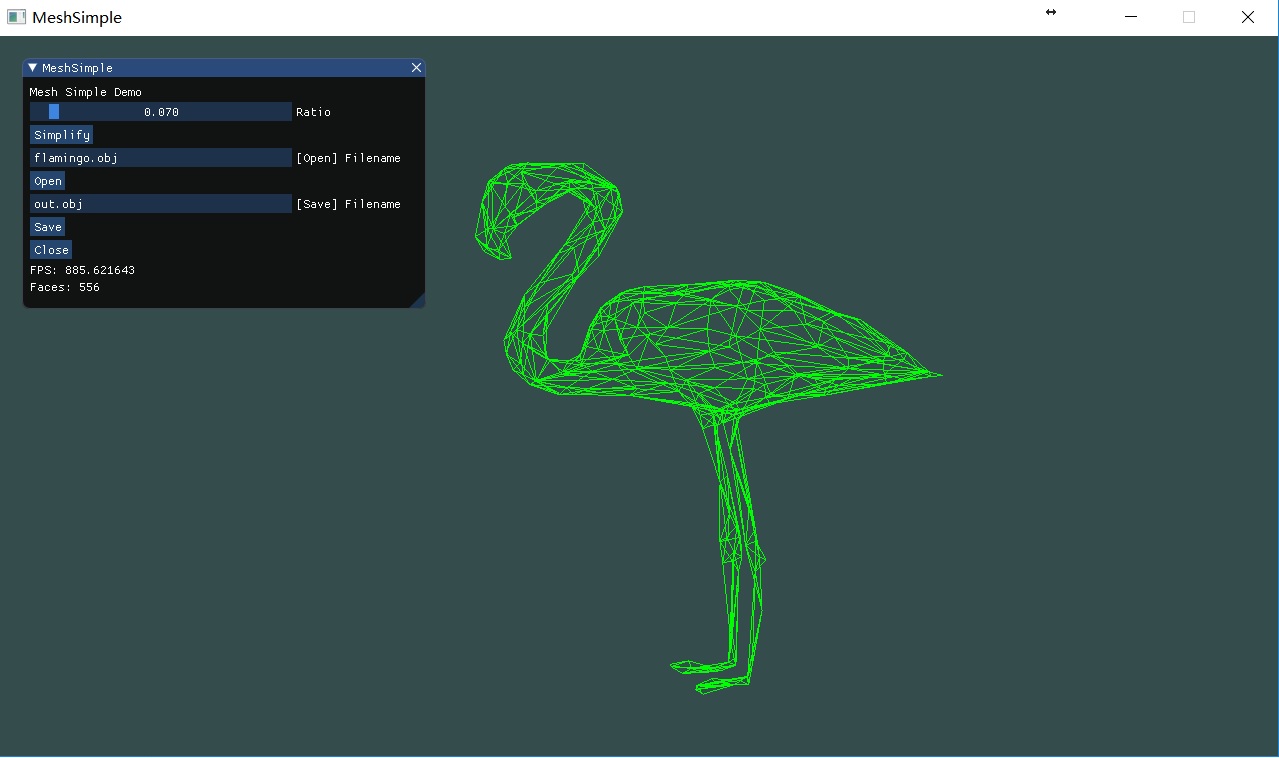 MeshSimple
MeshSimple
Mesh Simple Demo
0.070 Ratio
Simplify
flamingo.obj [Open] Filename
Open
out.obj [Save] Filename
Save
Close
FPS: 885.621643
Faces: 556